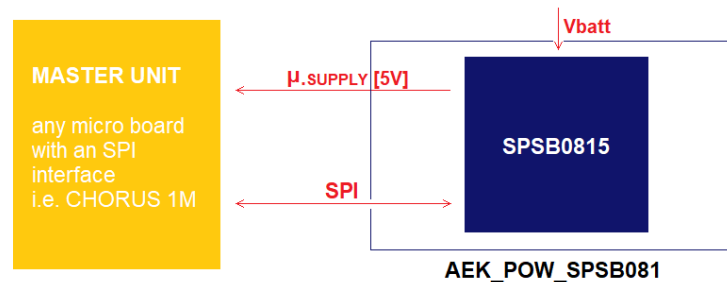 MASTER UNIT
any micro board
with an SPI
interface
i.e. CHORUS 1M
µ.SUPPLY [5V]
SPI
Vbatt
SPSB0815
AEK_POW_SPSB081